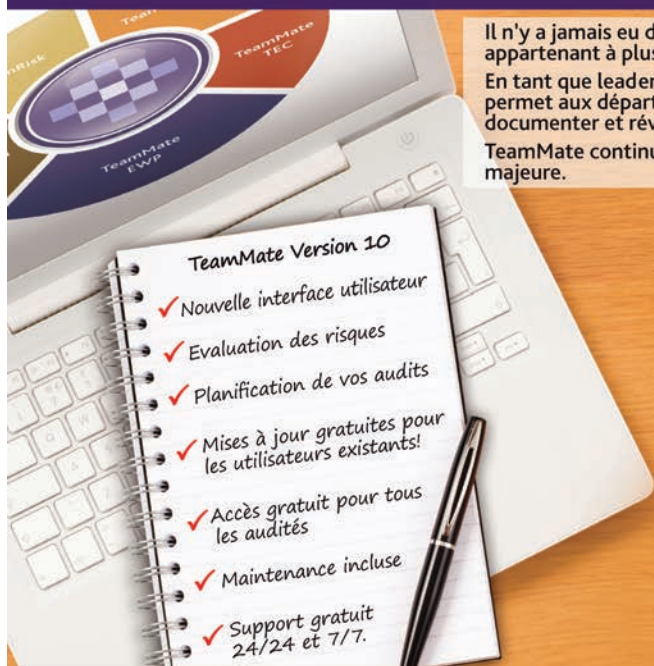 TeamMate
TEC
TeamMate
EWP
Il n'y a jamais eu
appartenant à plus
En tant que leader
permet aux départ
documenter et rév
TeamMate continu
majeure.
TeamMate Version 10
Nouvelle interface utilisateur
Evaluation des risques
Planification de vos audits
Mises à jour gratuites pour
les utilisateurs existants!
Accès gratuit pour tous
les audités
Maintenance incluse
Support gratuit
24/24 et 7/7.